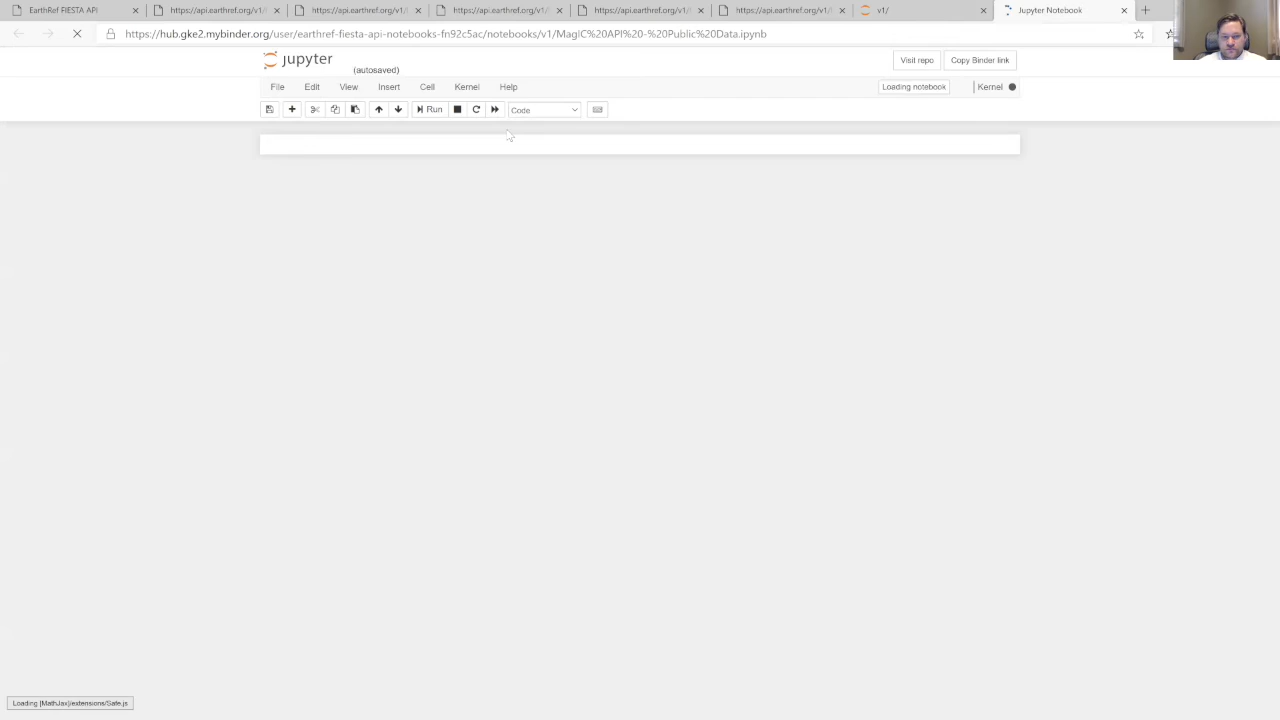 EarthRef FIESTA API
https://api.earthref.org/v1/
https://api.earthref.org/v1/
https://api.earthref.org/v1/
https://api.earthref.org/v1/
https://api.earthref.org/v1/
v1/
Jupyter Notebook
https://hub.gke2.mybinder.org/user/earthref-fiesta-api-notebooks-fn92c5ac/notebooks/v1/MagIC%20API%20-%20Public%20Data.ipynb
jupyter
(autosaved)
Visit repo
Copy Binder link
File Edit View Insert Cell Kernel Help
Loading notebook
Kernel
Run
Code
Loading [MathJax]/extensions/Safe.js